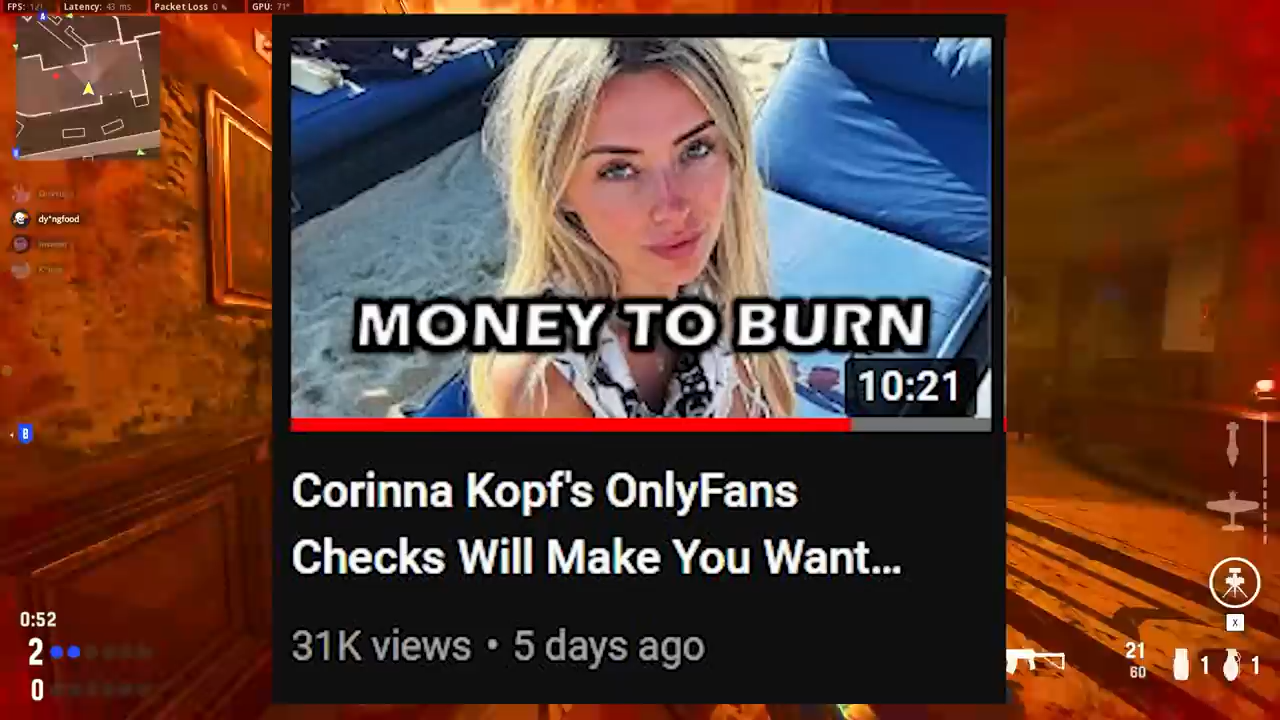 FPS: Latency: 43 ms Packet Loss 0 % GPU: 71°
A
dy*ngfood
B
MONEY TO BURN
10:21
Corinna Kopf's OnlyFans
Checks Will Make You Want...
31K views • 5 days ago
0:52
2
0
X
21
60
1 1